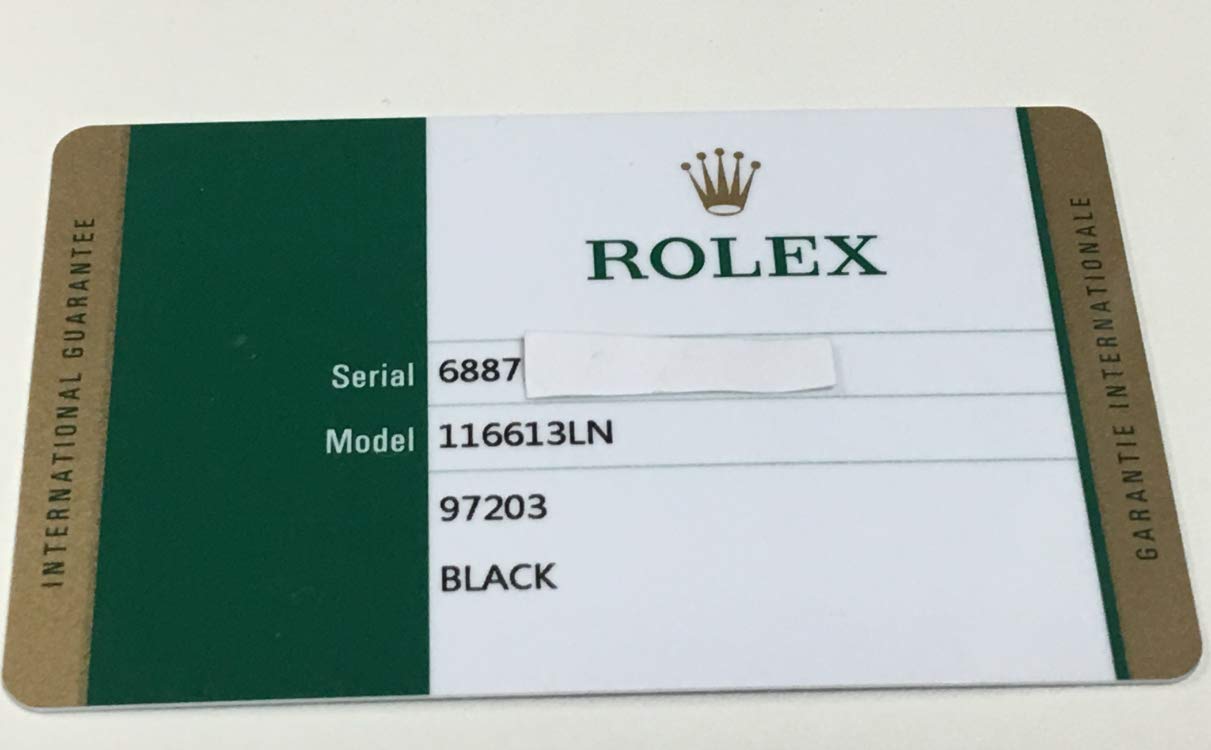 INTERNATIONAL GUARANTEE
ROLEX
Serial 6887
Model 116613LN
97203
BLACK
GARANTIE INTERNATIONALE